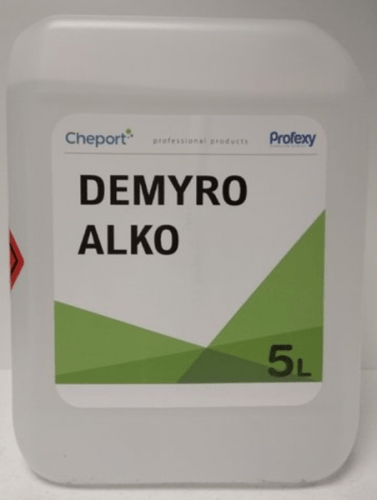 Cheport professional products Profexy
DEMYRO
ALKO
5L